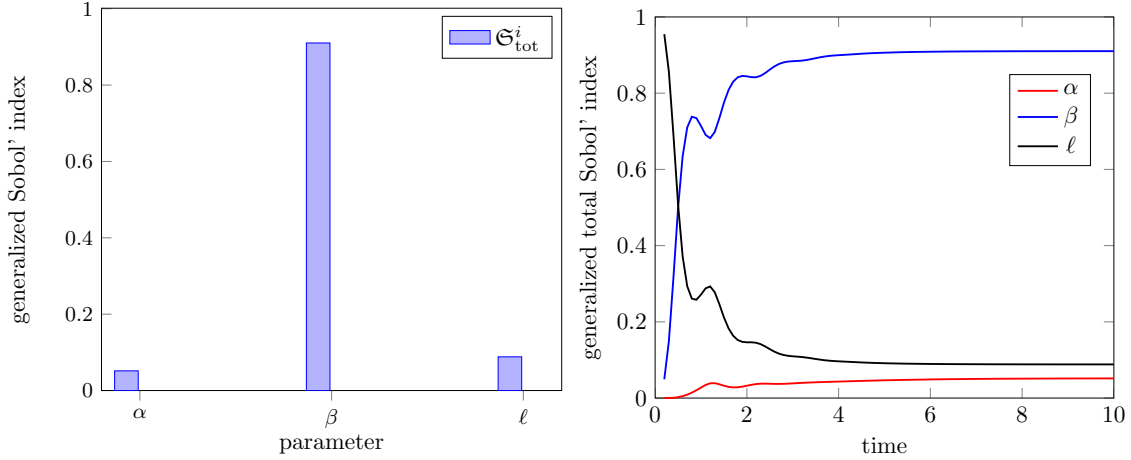 generalized Sobol' index
1
0.8
0.6
0.4
0.2
0
𝔖ⁱₜₒₜ
α
β
ℓ
parameter
generalized total Sobol' index
1
0.8
0.6
0.4
0.2
0
α
β
ℓ
0
2
4
6
8
10
time